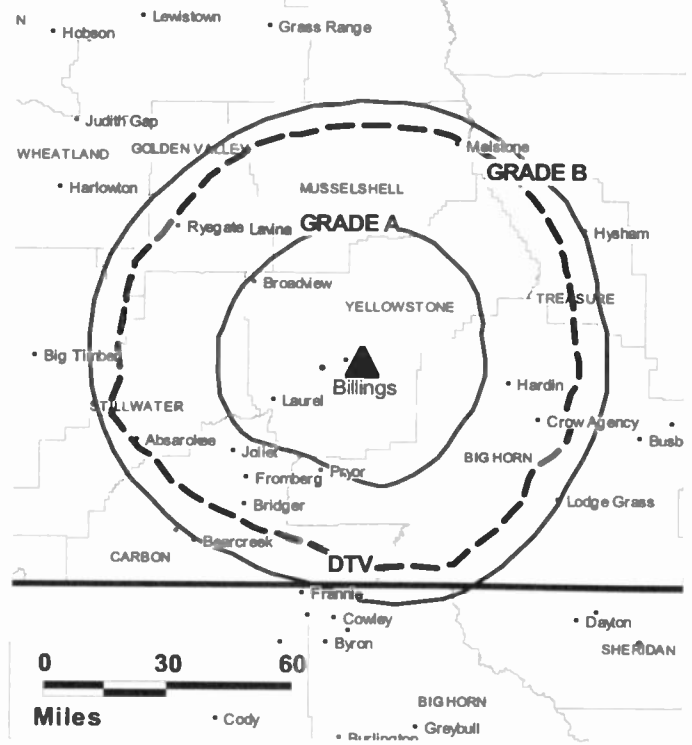 N
Lewistown
Hobson
Grass Range
Judith Gap
WHEATLAND
GOLDEN VALLEY
Melstone
GRADE B
Harlowton
MUSSELSHELL
Ryegate Lavina
GRADE A
Hysham
Broadview
YELLOWSTONE
TREASURE
Big Timber
Billings
Hardin
Laurel
STILLWATER
Crow Agency
Absarokee
Busb
Joliet
BIG HORN
Pryor
Fromberg
Bridger
Lodge Grass
Bearcreek
CARBON
DTV
Frannie
Cowley
Dayton
Byron
SHERIDAN
0 30 60
Miles
BIG HORN
Cody
Greybull
Burlington